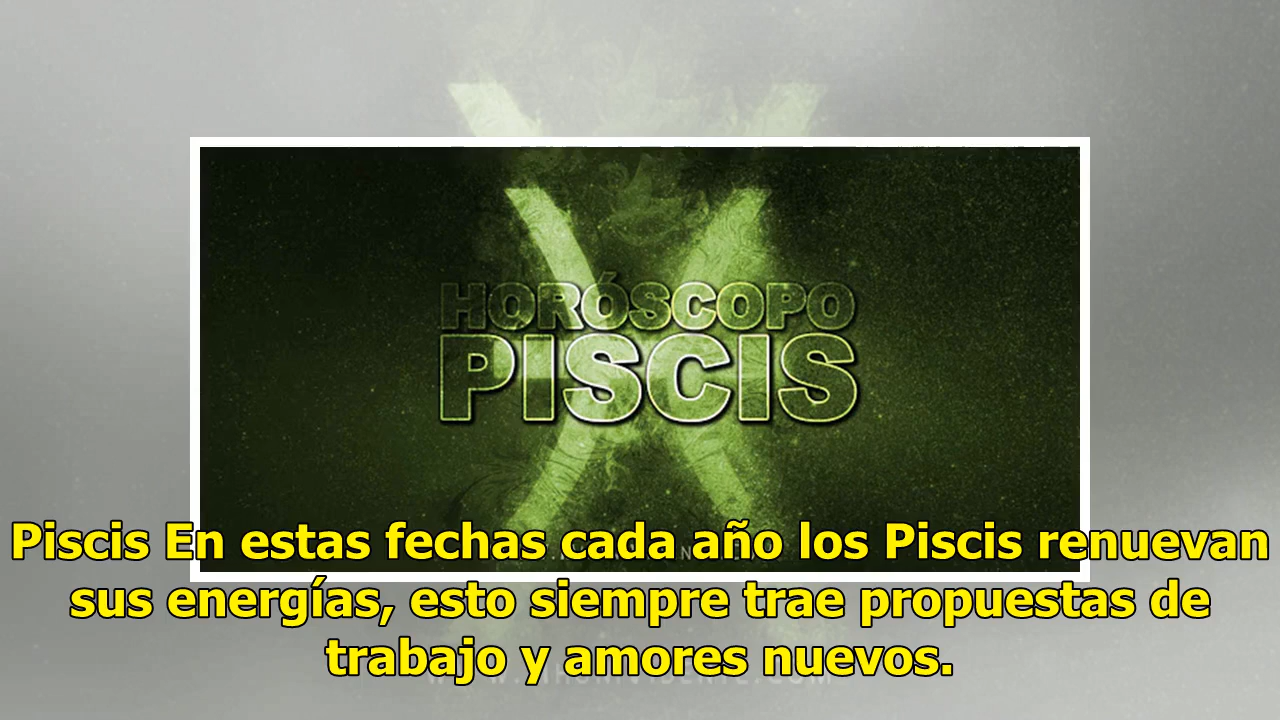 HORÓSCOPO
PISCIS
Piscis En estas fechas cada año los Piscis renuevan
sus energías, esto siempre trae propuestas de
trabajo y amores nuevos.